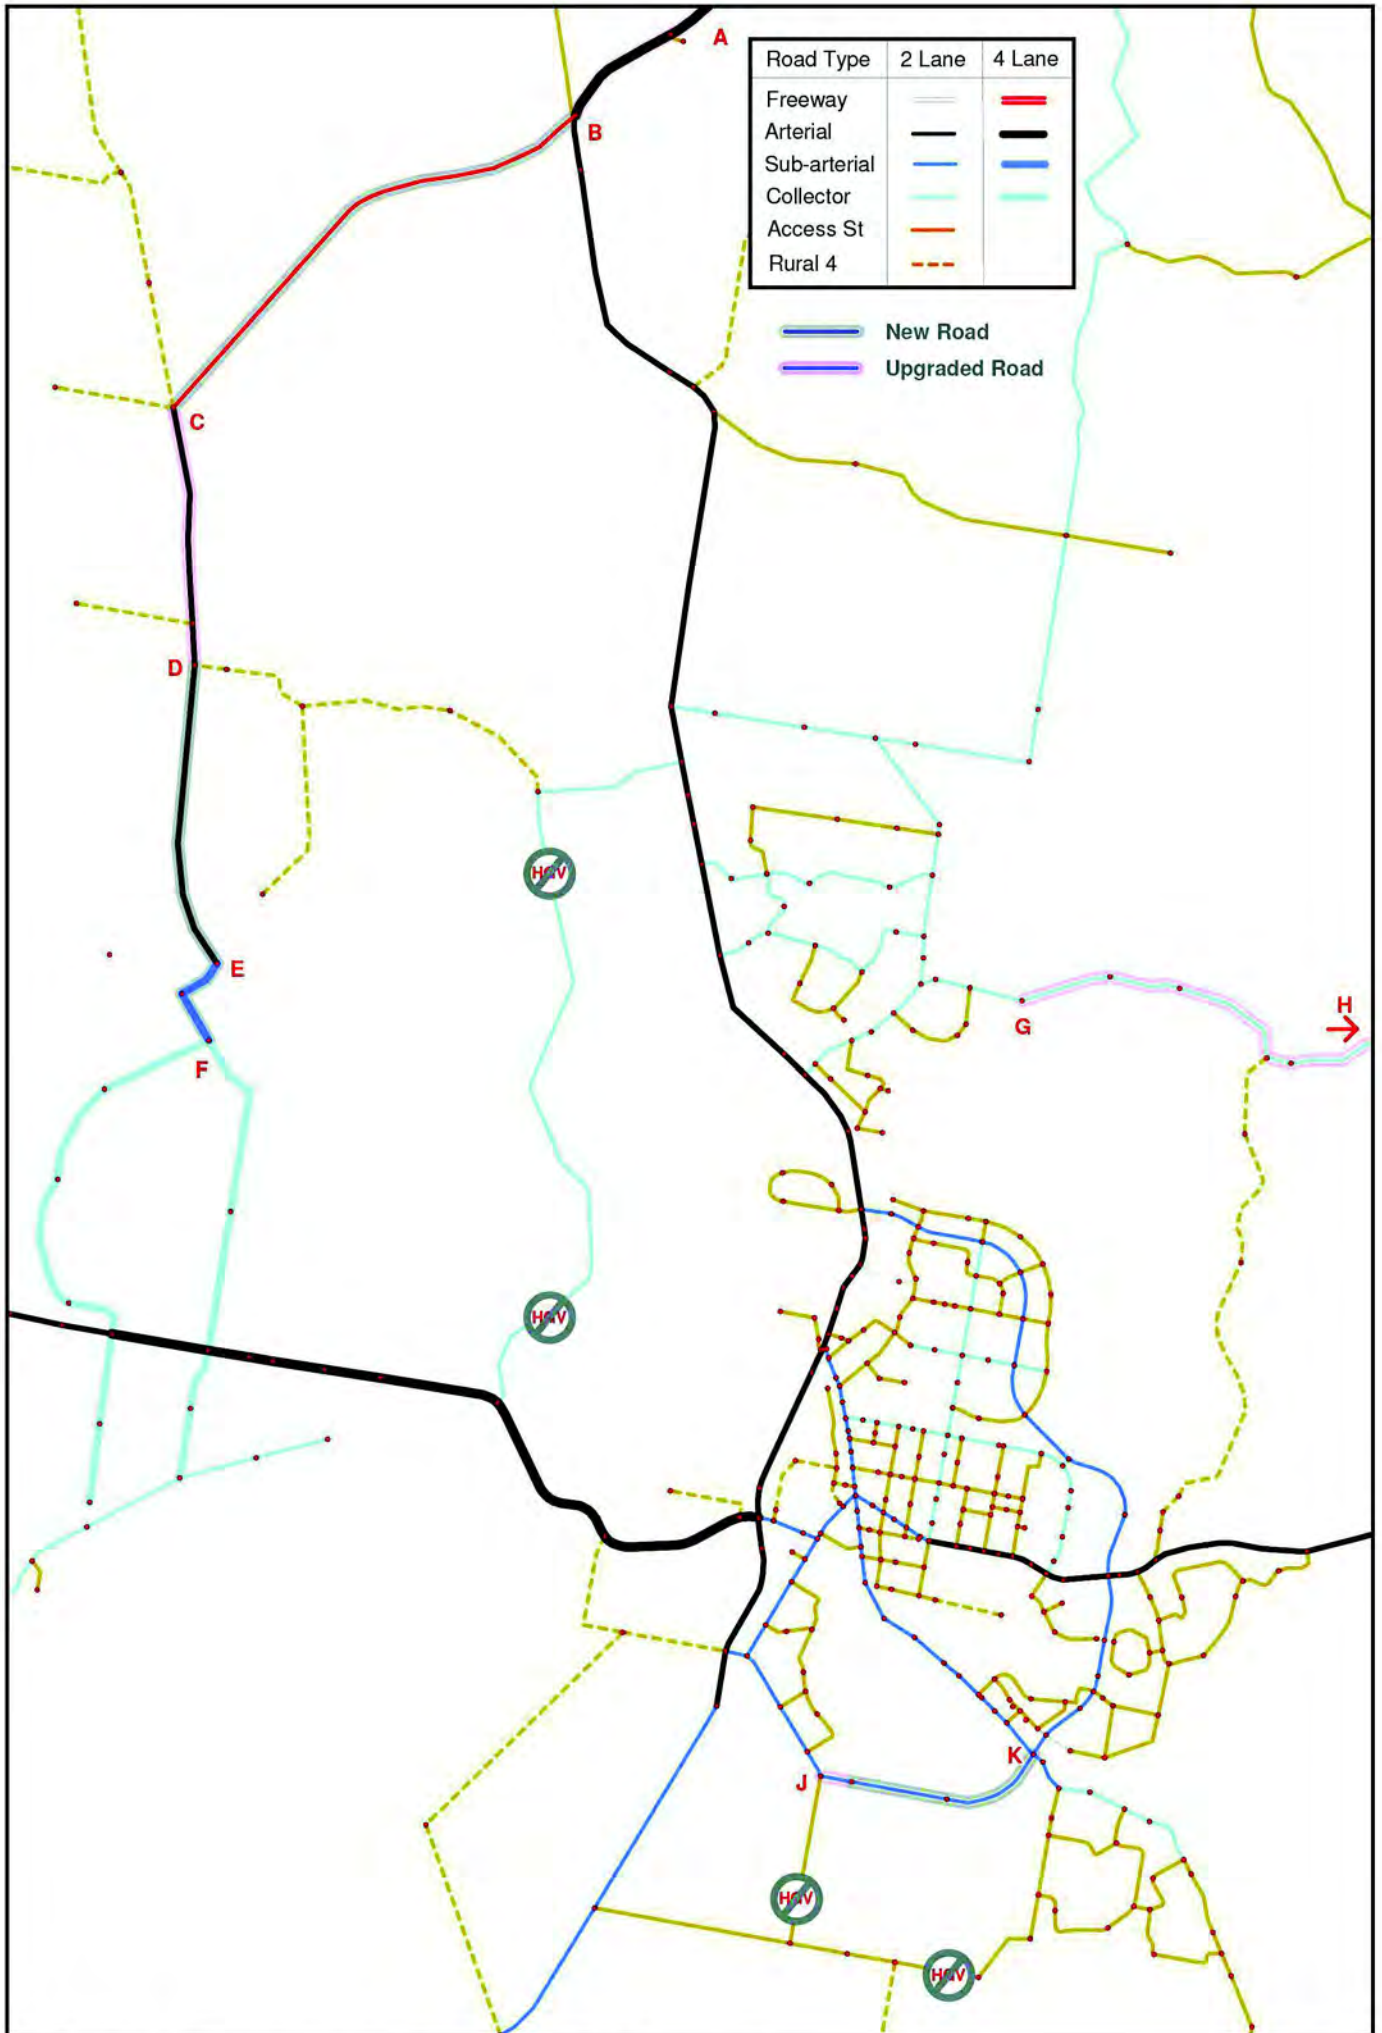 A
Road Type 2 Lane 4 Lane
Freeway
Arterial
Sub-arterial
Collector
Access St
Rural 4
B
New Road
Upgraded Road
C
D
HGV
E
H
G
F
HGV
K
J
HGV
HGV